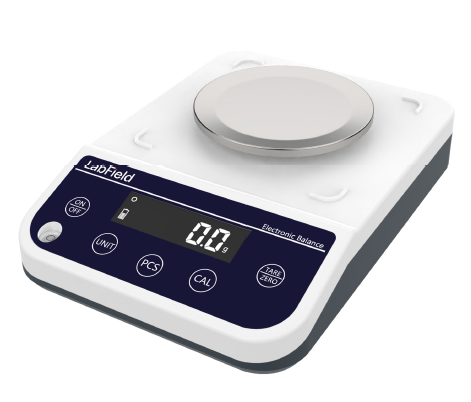 LabField
Electronic Balance
ON
OFF
0.0 g
UNIT
PCS
CAL
TARE
ZERO